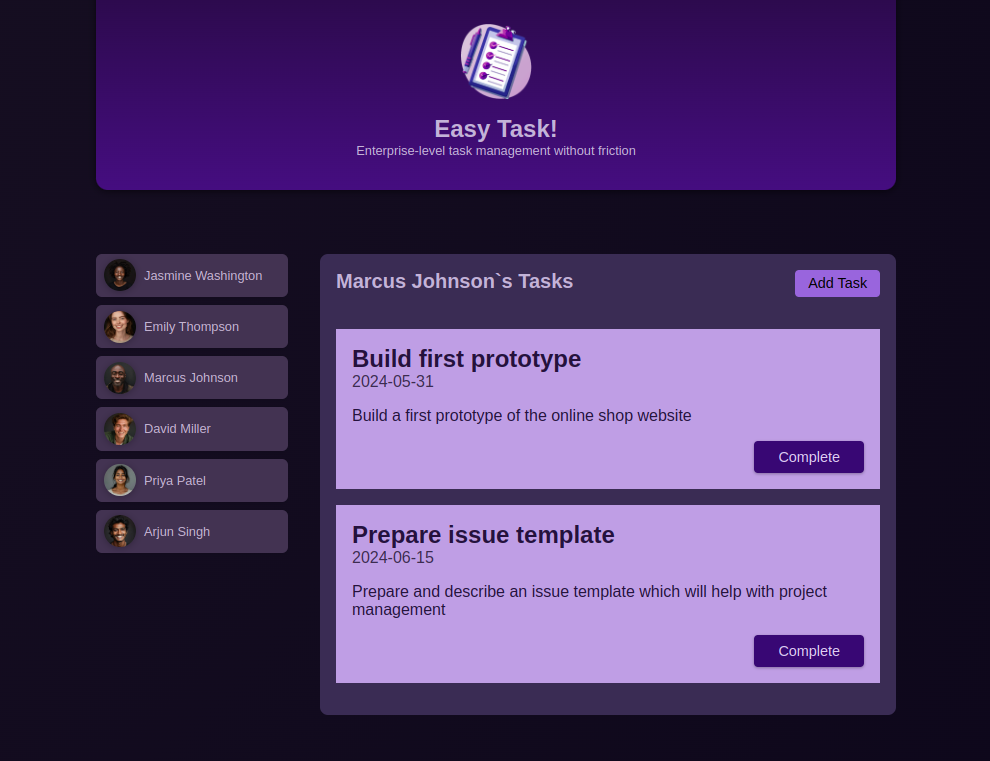 Easy Task!
Enterprise-level task management without friction
Jasmine Washington
Emily Thompson
Marcus Johnson
David Miller
Priya Patel
Arjun Singh
Marcus Johnson`s Tasks
Add Task
Build first prototype
2024-05-31
Build a first prototype of the online shop website
Complete
Prepare issue template
2024-06-15
Prepare and describe an issue template which will help with project
management
Complete